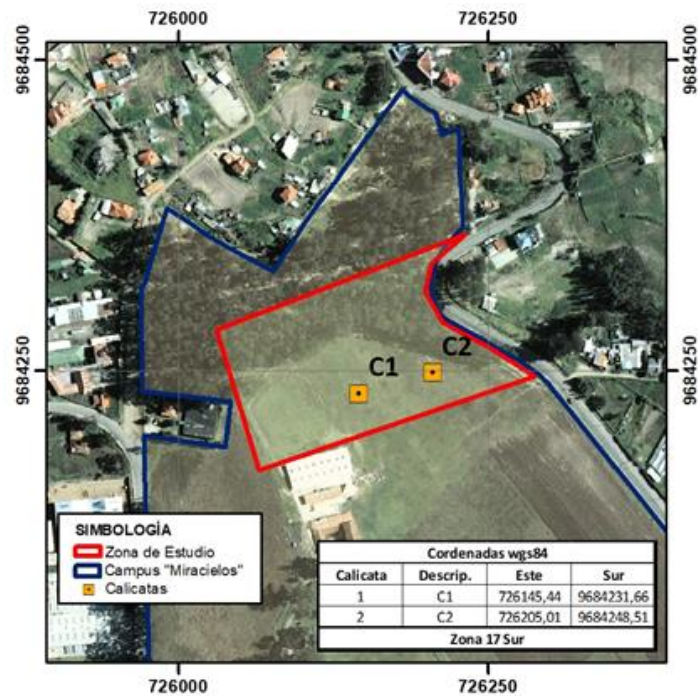 726000 726250
9684500 9684500
C2
C1
9684250 9684250
SIMBOLOGÍA
Zona de Estudio
Campus "Miracielos"
Calicatas
Cordenadas wgs84
Calicata Descrip. Este Sur
1 C1 726145,44 9684231,66
2 C2 726205,01 9684248,51
Zona 17 Sur
726000 726250